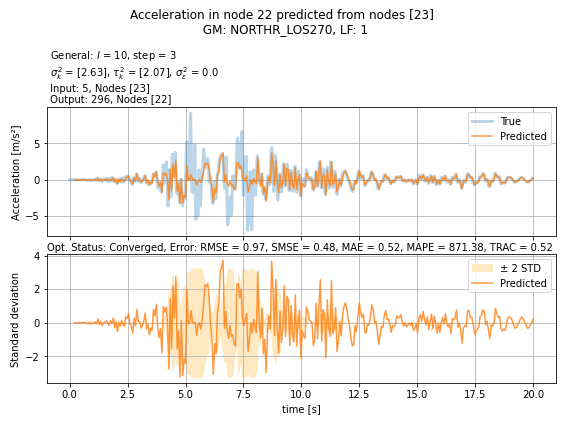 Acceleration in node 22 predicted from nodes [23]
GM: NORTHR_LOS270, LF: 1
General: l = 10, step = 3
σ²ₖ = [2.63], τ²ₖ = [2.07], σ²ε = 0.0
Input: 5, Nodes [23]
Output: 296, Nodes [22]
Acceleration [m/s²]
5
0
−5
True
Predicted
Opt. Status: Converged, Error: RMSE = 0.97, SMSE = 0.48, MAE = 0.52, MAPE = 871.38, TRAC = 0.52
Standard deviation
4
2
0
−2
± 2 STD
Predicted
0.0 2.5 5.0 7.5 10.0 12.5 15.0 17.5 20.0
time [s]